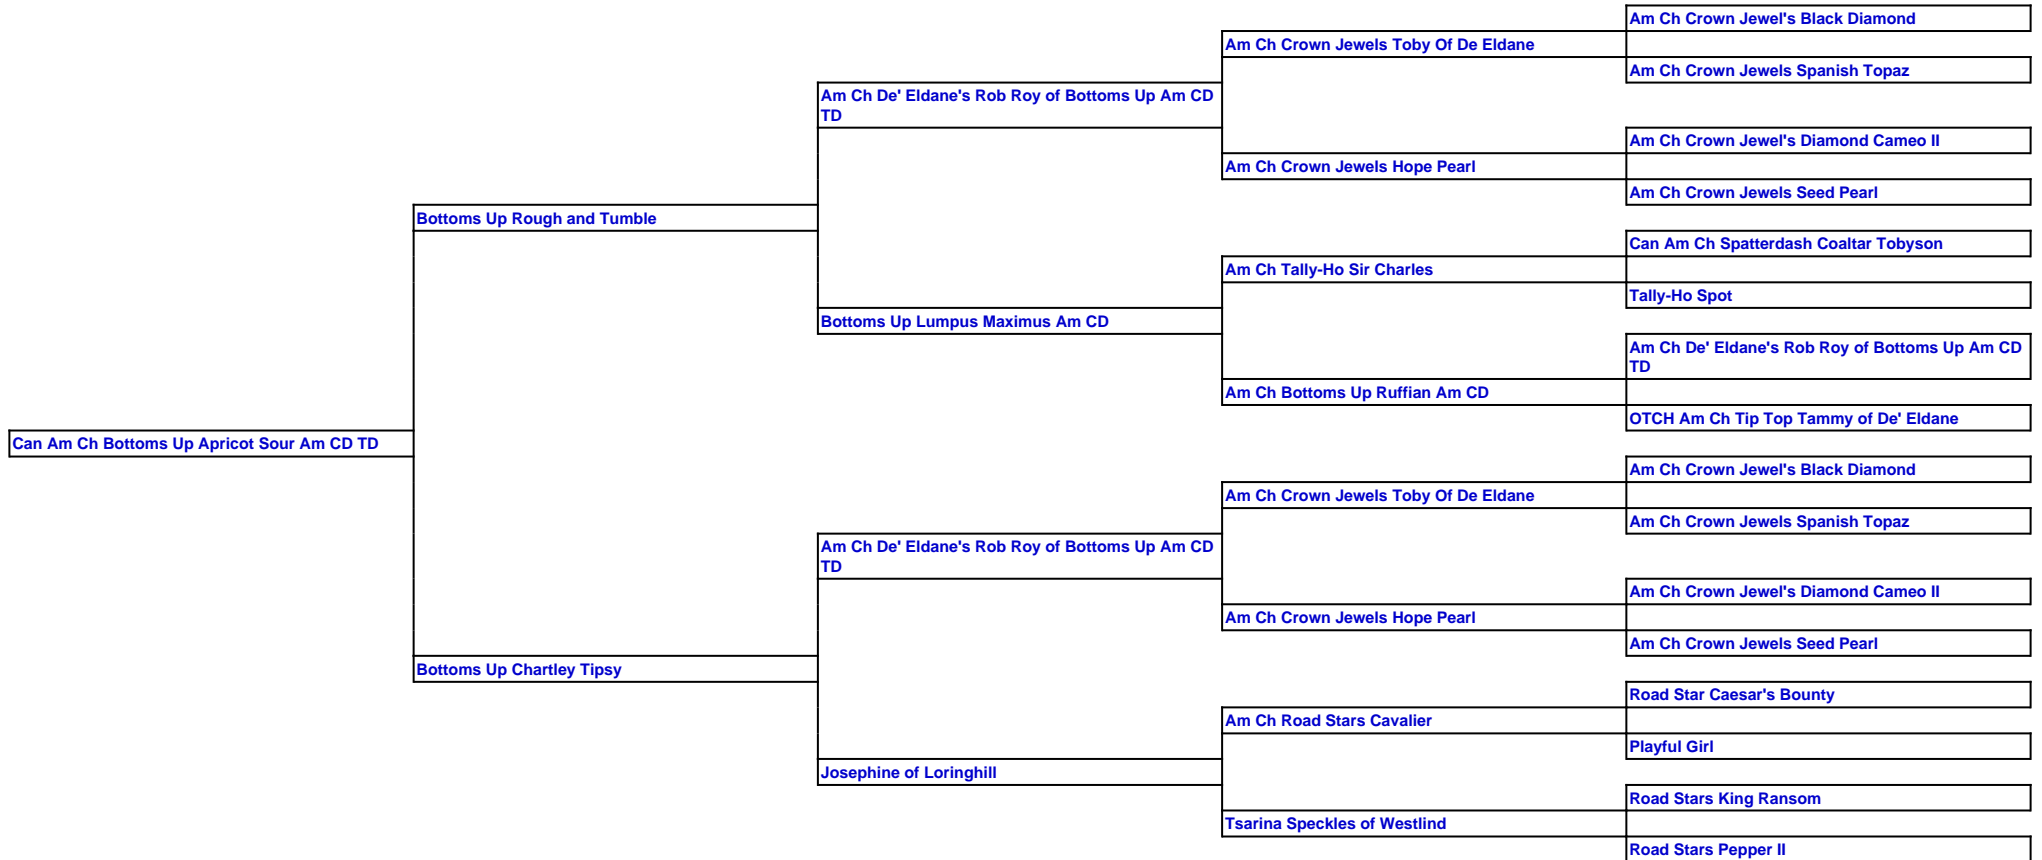 Am Ch Crown Jewel's Black Diamond
Am Ch Crown Jewels Toby Of De Eldane
Am Ch Crown Jewels Spanish Topaz
Am Ch De' Eldane's Rob Roy of Bottoms Up Am CD
TD
Am Ch Crown Jewel's Diamond Cameo II
Am Ch Crown Jewels Hope Pearl
Am Ch Crown Jewels Seed Pearl
Bottoms Up Rough and Tumble
Can Am Ch Spatterdash Coaltar Tobyson
Am Ch Tally-Ho Sir Charles
Tally-Ho Spot
Bottoms Up Lumpus Maximus Am CD
Am Ch De' Eldane's Rob Roy of Bottoms Up Am CD
TD
Am Ch Bottoms Up Ruffian Am CD
OTCH Am Ch Tip Top Tammy of De' Eldane
Can Am Ch Bottoms Up Apricot Sour Am CD TD
Am Ch Crown Jewel's Black Diamond
Am Ch Crown Jewels Toby Of De Eldane
Am Ch Crown Jewels Spanish Topaz
Am Ch De' Eldane's Rob Roy of Bottoms Up Am CD
TD
Am Ch Crown Jewel's Diamond Cameo II
Am Ch Crown Jewels Hope Pearl
Am Ch Crown Jewels Seed Pearl
Bottoms Up Chartley Tipsy
Road Star Caesar's Bounty
Am Ch Road Stars Cavalier
Playful Girl
Josephine of Loringhill
Road Stars King Ransom
Tsarina Speckles of Westlind
Road Stars Pepper II